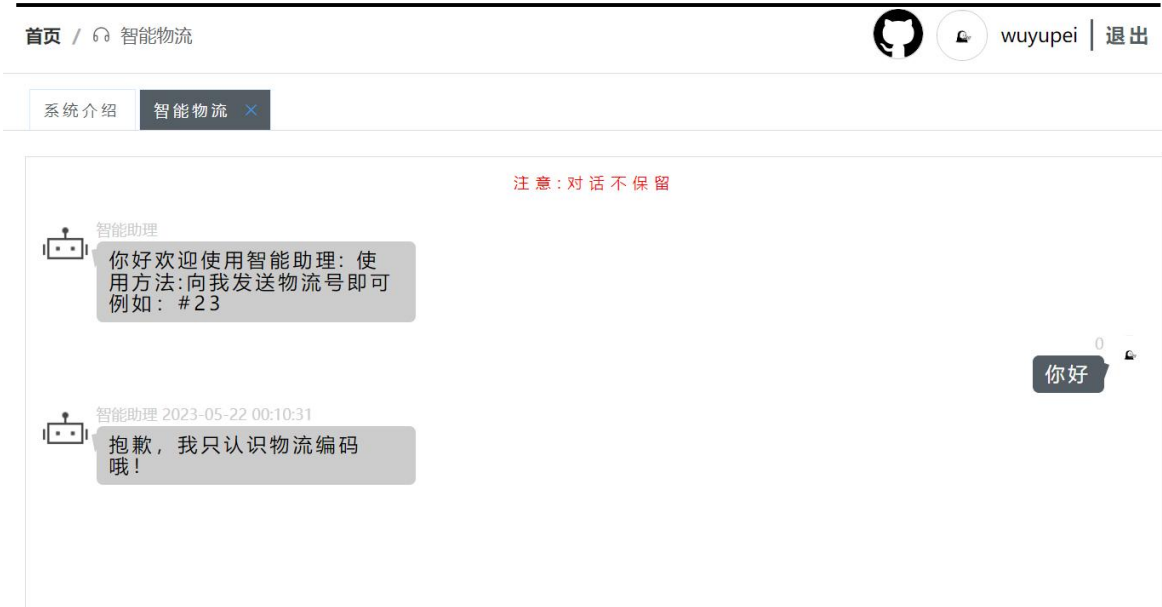 首页 / 智能物流
wuyupei | 退出
系统介绍 智能物流 ×
注意:对话不保留
智能助理
你好欢迎使用智能助理: 使
用方法:向我发送物流号即可
例如: #23
0
你好
智能助理 2023-05-22 00:10:31
抱歉, 我只认识物流编码
哦!